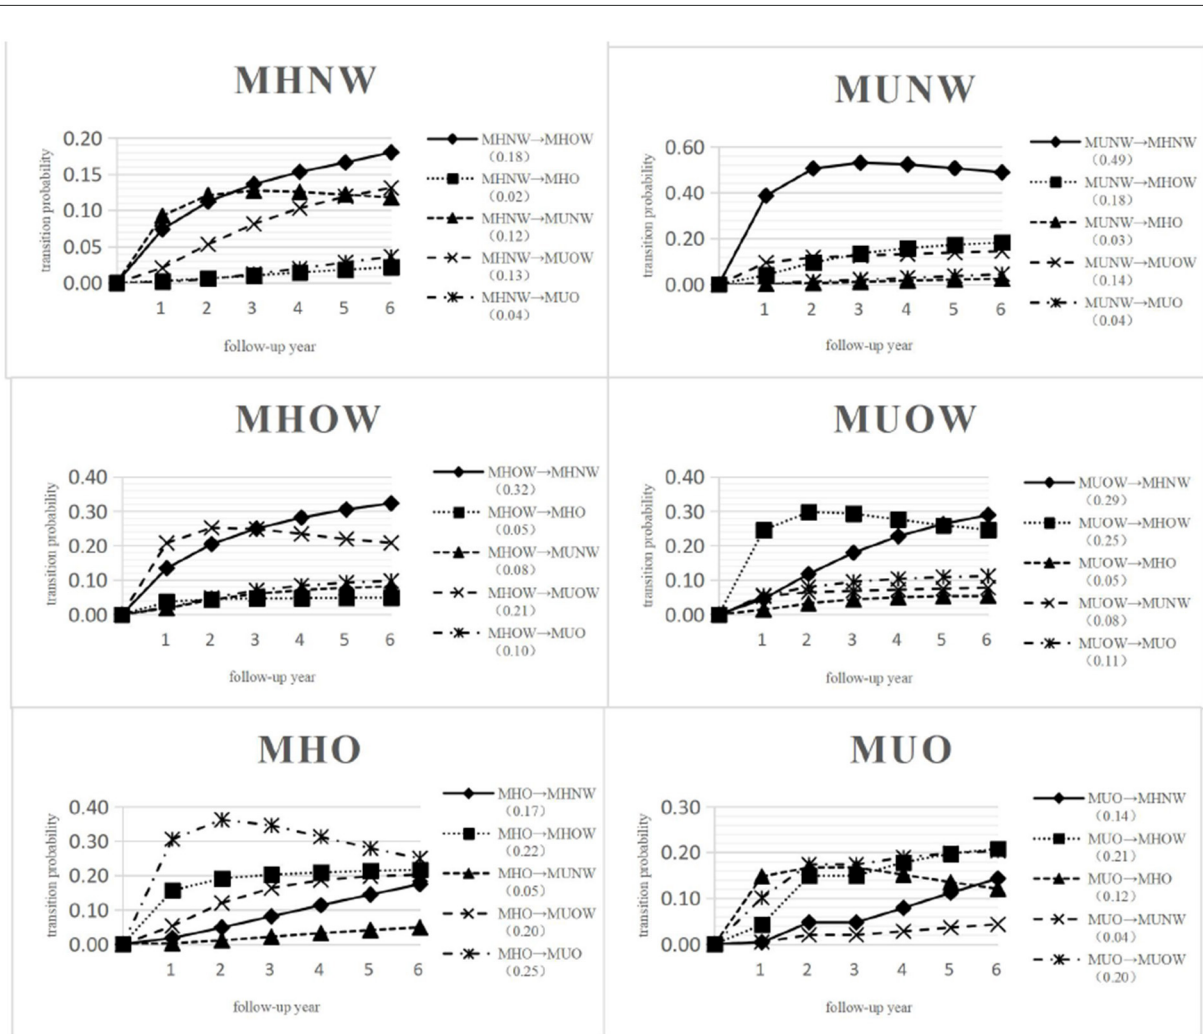 MHNW
transition probability
0.20
0.15
0.10
0.05
0.00
1 2 3 4 5 6
follow-up year
MHNW→MHOW
(0.18)
MHNW→MHO
(0.02)
MHNW→MUNW
(0.12)
MHNW→MUOW
(0.13)
MHNW→MUO
(0.04)
MUNW
transition probability
0.60
0.40
0.20
0.00
1 2 3 4 5 6
follow-up year
MUNW→MHNW
(0.49)
MUNW→MHOW
(0.18)
MUNW→MHO
(0.03)
MUNW→MUOW
(0.14)
MUNW→MUO
(0.04)
MHOW
transition probability
0.40
0.30
0.20
0.10
0.00
1 2 3 4 5 6
follow-up year
MHOW→MHNW
(0.32)
MHOW→MHO
(0.05)
MHOW→MUNW
(0.08)
MHOW→MUOW
(0.21)
MHOW→MUO
(0.10)
MUOW
transition probability
0.40
0.30
0.20
0.10
0.00
1 2 3 4 5 6
follow-up year
MUOW→MHNW
(0.29)
MUOW→MHOW
(0.25)
MUOW→MHO
(0.05)
MUOW→MUNW
(0.08)
MUOW→MUO
(0.11)
MHO
transition probability
0.40
0.30
0.20
0.10
0.00
1 2 3 4 5 6
follow-up year
MHO→MHNW
(0.17)
MHO→MHOW
(0.22)
MHO→MUNW
(0.05)
MHO→MUOW
(0.20)
MHO→MUO
(0.25)
MUO
transition probability
0.30
0.20
0.10
0.00
1 2 3 4 5 6
follow-up year
MUO→MHNW
(0.14)
MUO→MHOW
(0.21)
MUO→MHO
(0.12)
MUO→MUNW
(0.04)
MUO→MUOW
(0.20)